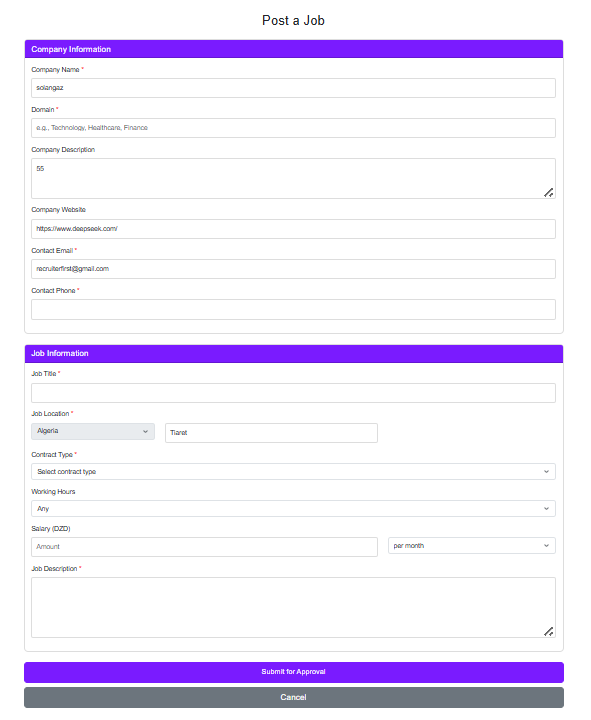 Post a Job
Company Information
Company Name *
solangaz
Domain *
e.g., Technology, Healthcare, Finance
Company Description
55
Company Website
https://www.deepseek.com/
Contact Email *
recruiterfirst@gmail.com
Contact Phone *
Job Information
Job Title *
Job Location *
Algeria Tiaret
Contract Type *
Select contract type
Working Hours
Any
Salary (DZD)
Amount per month
Job Description *
Submit for Approval
Cancel